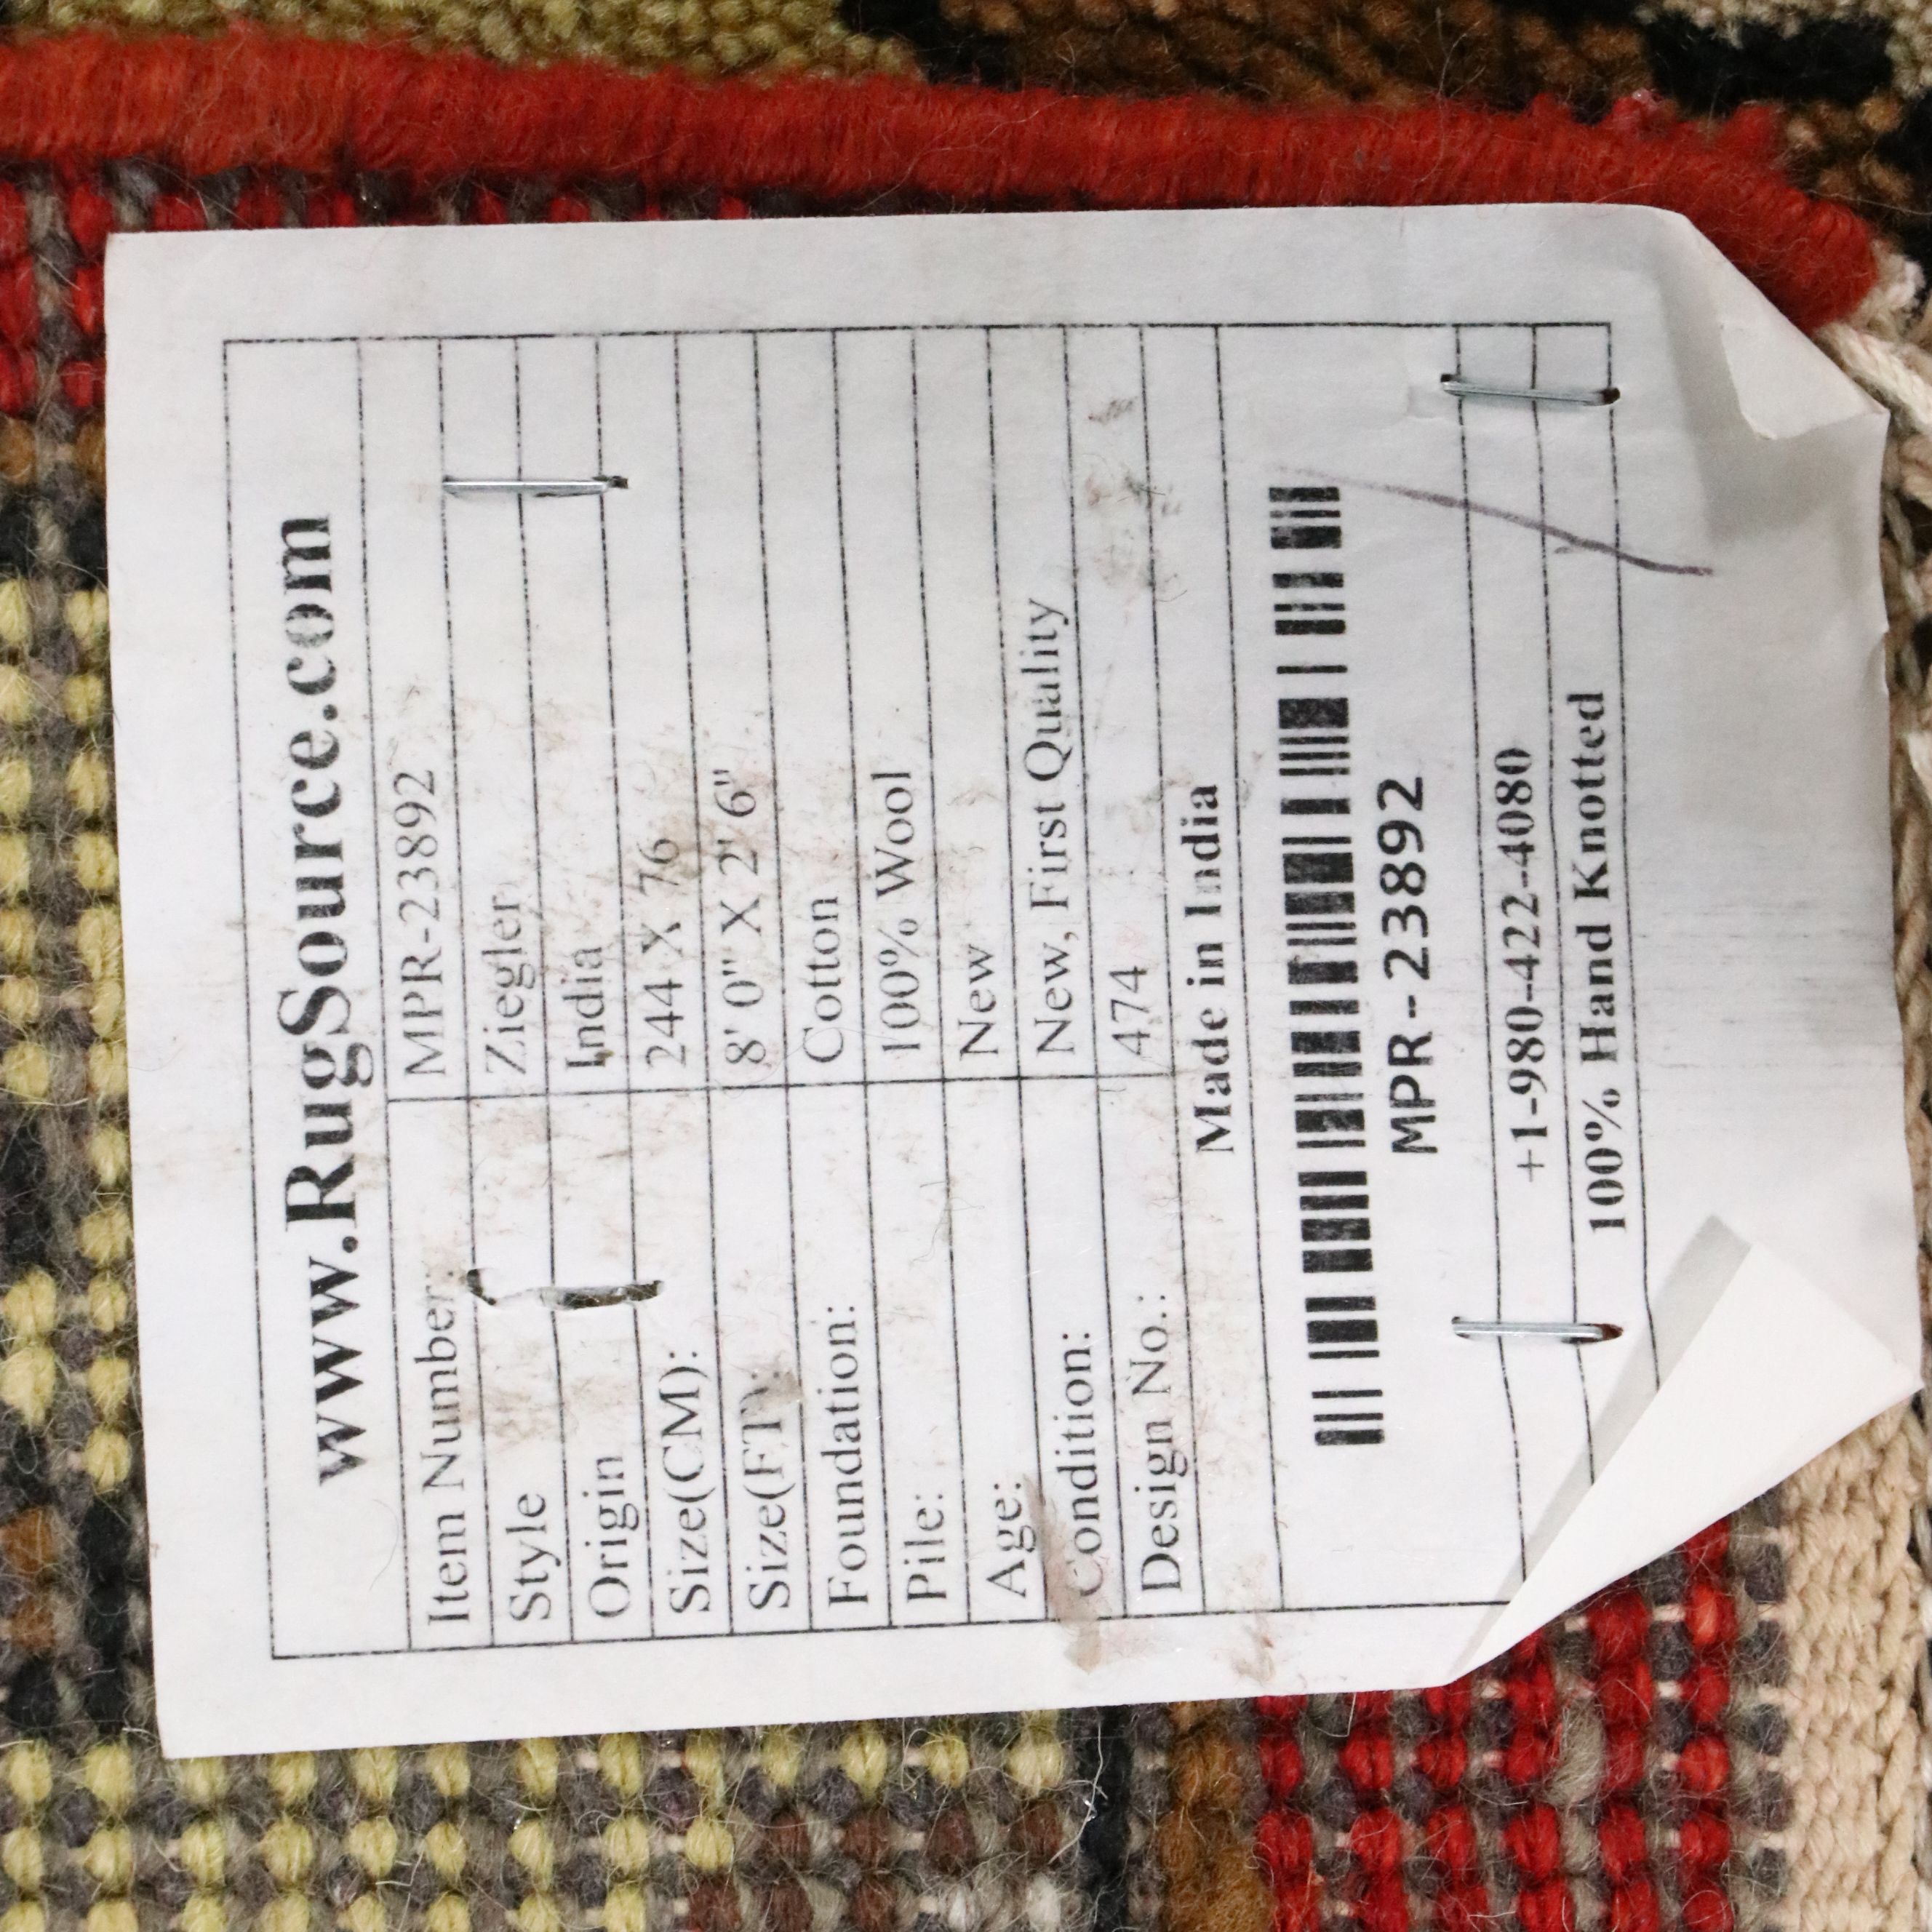 www.RugSource.com
Item Number: MPR-23892
Style Ziegler
Origin India
Size(CM): 244 X 76
Size(FT): 8' 0" X 2' 6"
Foundation: Cotton
Pile: 100% Wool
Age: New
Condition: New, First Quality
Design No.: 474
Made in India
MPR-23892
+1-980-422-4080
100% Hand Knotted